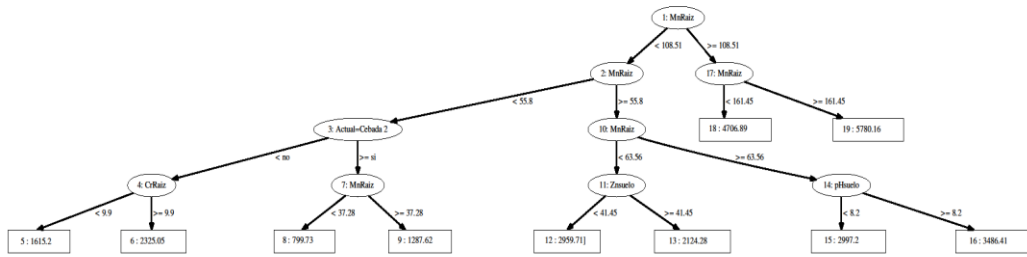 1: MnRaiz
< 108.51
>= 108.51
2: MnRaiz
17: MnRaiz
< 55.8
>= 55.8
< 161.45
>= 161.45
3: Actual=Cebada 2
10: MnRaiz
18 : 4706.89
19 : 5780.16
< no
>= si
< 63.56
>= 63.56
4: CrRaiz
7: MnRaiz
11: Znsuelo
14: pHsuelo
< 9.9
>= 9.9
< 37.28
>= 37.28
< 41.45
>= 41.45
< 8.2
>= 8.2
5 : 1615.2
6 : 2325.05
8 : 799.73
9 : 1287.62
12 : 2959.71]
13 : 2124.28
15 : 2997.2
16 : 3486.41